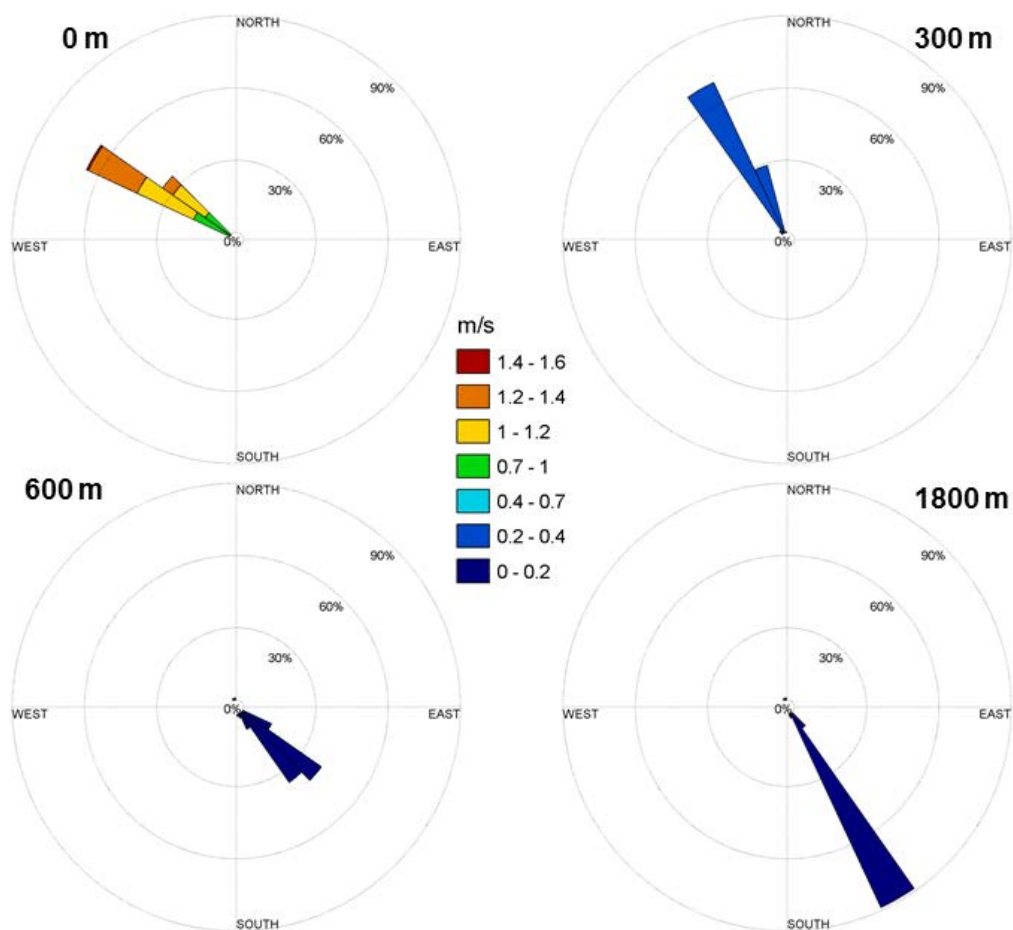 0 m
NORTH
90%
60%
30%
0%
WEST
EAST
SOUTH
300 m
NORTH
90%
60%
30%
0%
WEST
EAST
SOUTH
m/s
1.4 - 1.6
1.2 - 1.4
1 - 1.2
0.7 - 1
0.4 - 0.7
0.2 - 0.4
0 - 0.2
600 m
NORTH
90%
60%
30%
0%
WEST
EAST
SOUTH
1800 m
NORTH
90%
60%
30%
0%
WEST
EAST
SOUTH